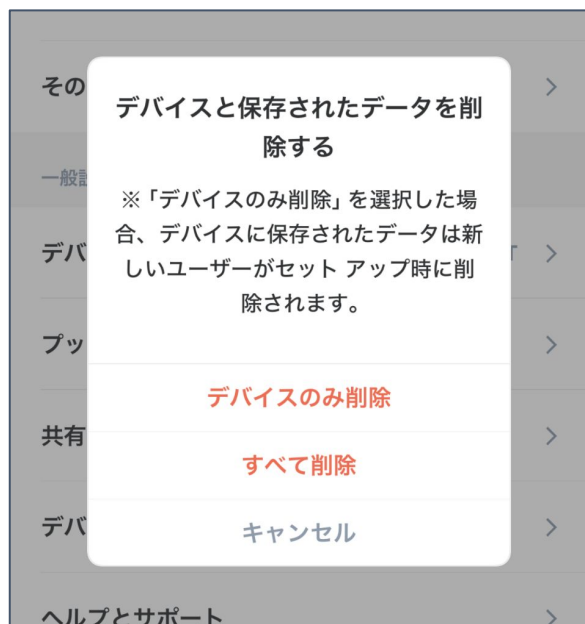 その
デバイスと保存されたデータを削
除する
一般設
※「デバイスのみ削除」を選択した場
合、デバイスに保存されたデータは新
しいユーザーがセット アップ時に削
除されます。
デバ
プッ
デバイスのみ削除
共有
すべて削除
デバ
キャンセル
ヘルプとサポート